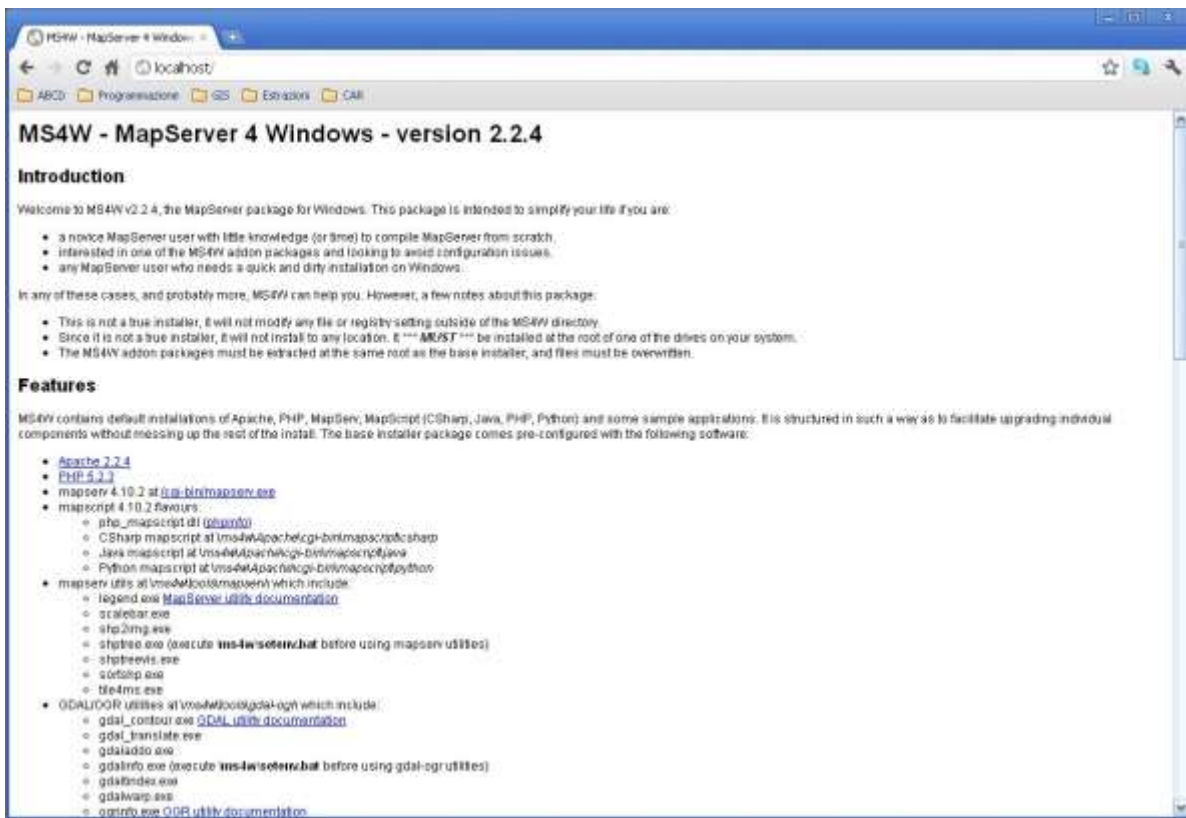 MS4W - MapServer 4 Window
localhost/
ABCD Programmazione GIS Estrazioni CAR
MS4W - MapServer 4 Windows - version 2.2.4
Introduction
Welcome to MS4W v2.2.4, the MapServer package for Windows. This package is intended to simplify your life if you are:
• a novice MapServer user with little knowledge (or time) to compile MapServer from scratch.
• interested in one of the MS4W addon packages and looking to avoid configuration issues.
• any MapServer user who needs a quick and dirty installation on Windows.
In any of these cases, and probably more, MS4W can help you. However, a few notes about this package:
• This is not a true installer, it will not modify any file or registry setting outside of the MS4W directory.
• Since it is not a true installer, it will not install to any location. It *** MUST *** be installed at the root of one of the drives on your system.
• The MS4W addon packages must be extracted at the same root as the base installer, and files must be overwritten.
Features
MS4W contains default installations of Apache, PHP, MapServ, MapScript (CSharp, Java, PHP, Python) and some sample applications. It is structured in such a way as to facilitate upgrading individual
components without messing up the rest of the install. The base installer package comes pre-configured with the following software:
• Apache 2.2.4
• PHP 5.2.3
• mapserv 4.10.2 at /cgi-bin/mapserv.exe
• mapscript 4.10.2 flavours:
○ php_mapscript.dll (phpinfo)
○ CSharp mapscript at \ms4w\Apache\cgi-bin\mapscript\csharp
○ Java mapscript at \ms4w\Apache\cgi-bin\mapscript\java
○ Python mapscript at \ms4w\Apache\cgi-bin\mapscript\python
• mapserv utils at \ms4w\tools\mapserv\ which include:
○ legend.exe MapServer utility documentation
○ scalebar.exe
○ shp2img.exe
○ shptree.exe (execute \ms4w\setenv.bat before using mapserv utilities)
○ shptreevis.exe
○ sortshp.exe
○ tile4ms.exe
• GDAL/OGR utilities at \ms4w\tools\gdal-ogr\ which include:
○ gdal_contour.exe GDAL utility documentation
○ gdal_translate.exe
○ gdaladdo.exe
○ gdalinfo.exe (execute \ms4w\setenv.bat before using gdal-ogr utilities)
○ gdaltindex.exe
○ gdalwarp.exe
○ ogrinfo.exe OGR utility documentation